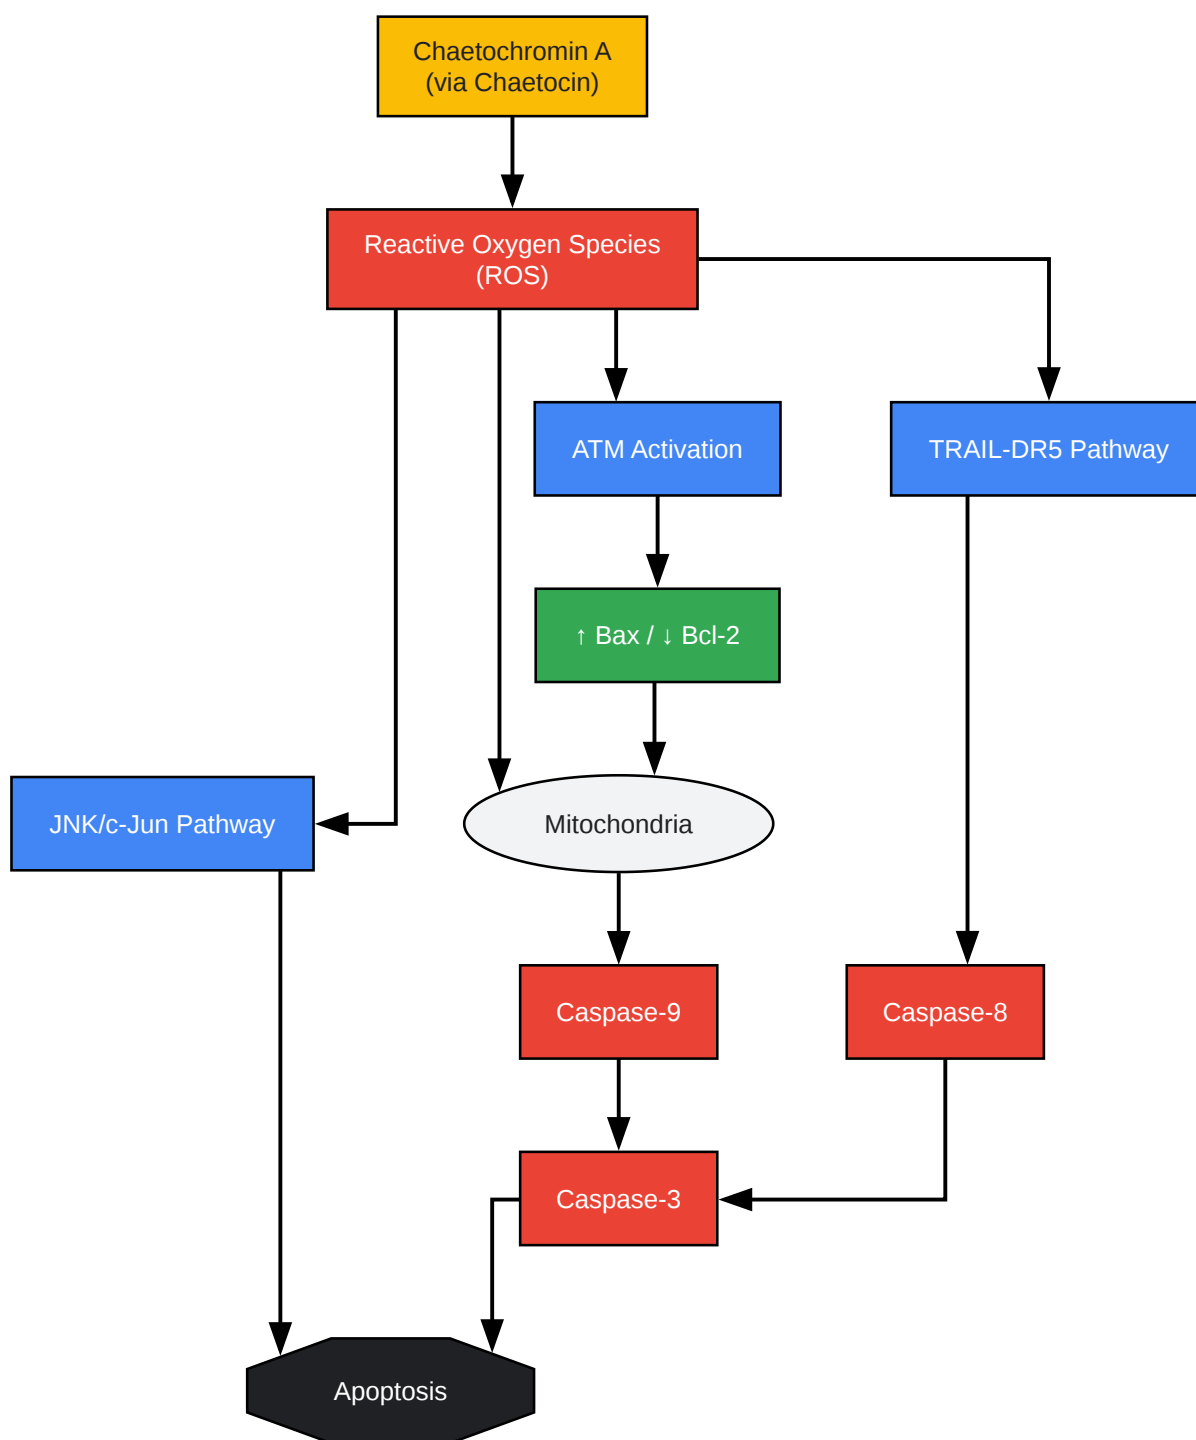 Chaetochromin A
(via Chaetocin)
Reactive Oxygen Species
(ROS)
ATM Activation
TRAIL-DR5 Pathway
↑ Bax / ↓ Bcl-2
JNK/c-Jun Pathway
Mitochondria
Caspase-9
Caspase-8
Caspase-3
Apoptosis